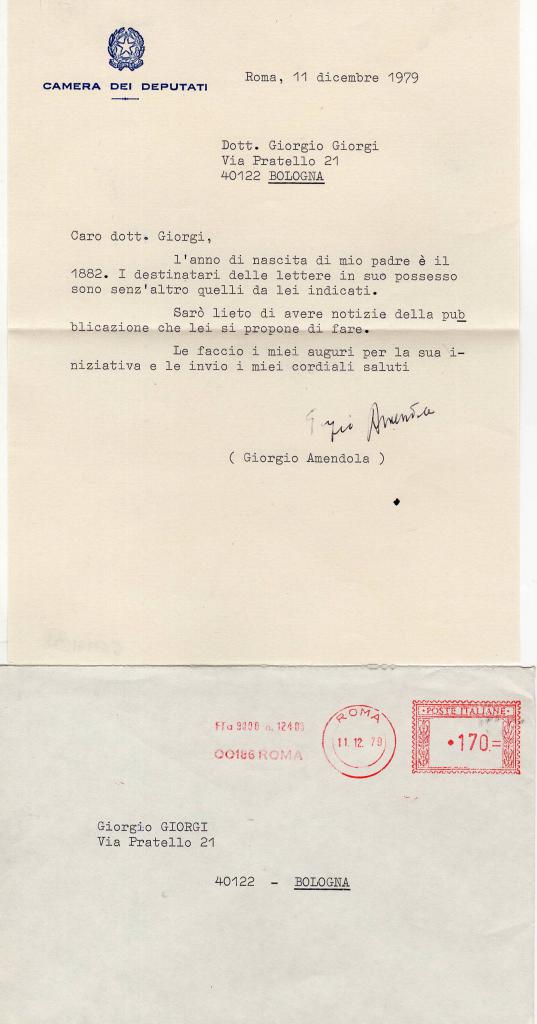 CAMERA DEI DEPUTATI
Roma, 11 dicembre 1979
Dott. Giorgio Giorgi
Via Pratello 21
40122 BOLOGNA
Caro dott. Giorgi,
l'anno di nascita di mio padre è il
1882. I destinatari delle lettere in suo possesso
sono senz'altro quelli da lei indicati.
Sarò lieto di avere notizie della pub
blicazione che lei si propone di fare.
Le faccio i miei auguri per la sua i-
niziativa e le invio i miei cordiali saluti
Amendola
( Giorgio Amendola )
ROMA
11.12.79
00186 ROMA
POSTE ITALIANE
170=
Giorgio GIORGI
Via Pratello 21
40122 - BOLOGNA